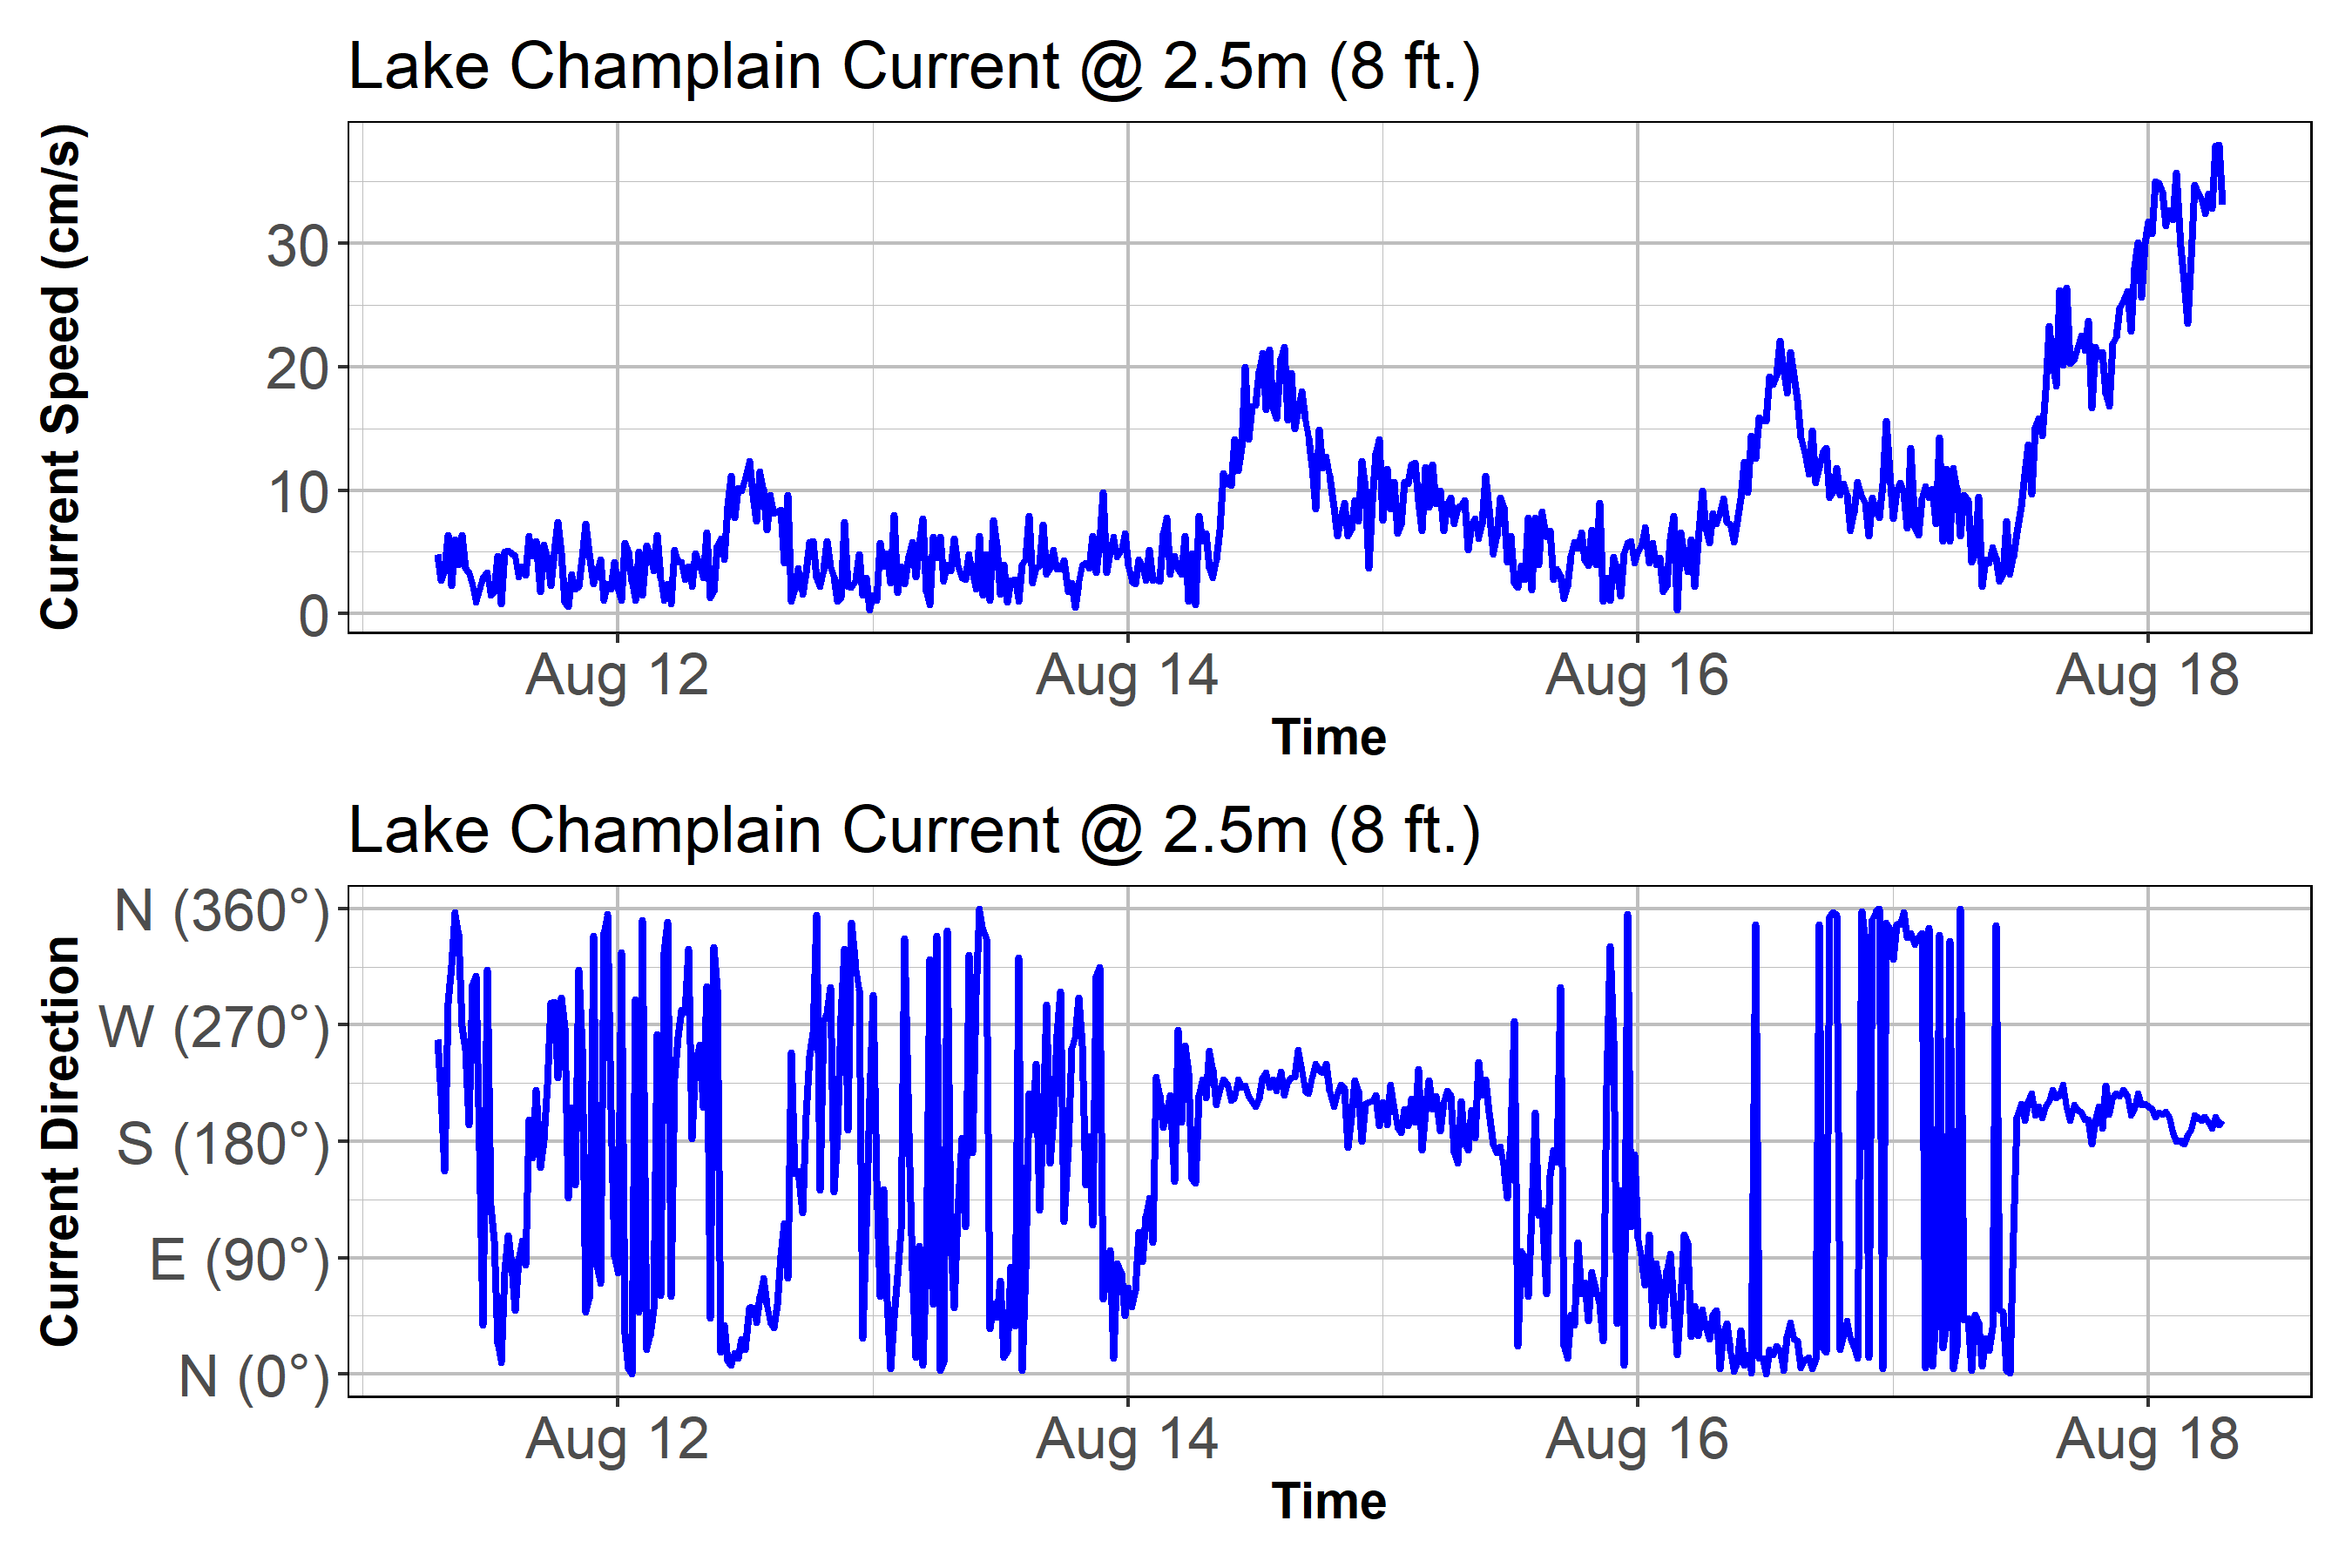 Lake Champlain Current @ 2.5m (8 ft.)
Current Speed (cm/s)
30
20
10
0
Aug 12 Aug 14 Aug 16 Aug 18
Time
Lake Champlain Current @ 2.5m (8 ft.)
Current Direction
N (360°)
W (270°)
S (180°)
E (90°)
N (0°)
Aug 12 Aug 14 Aug 16 Aug 18
Time